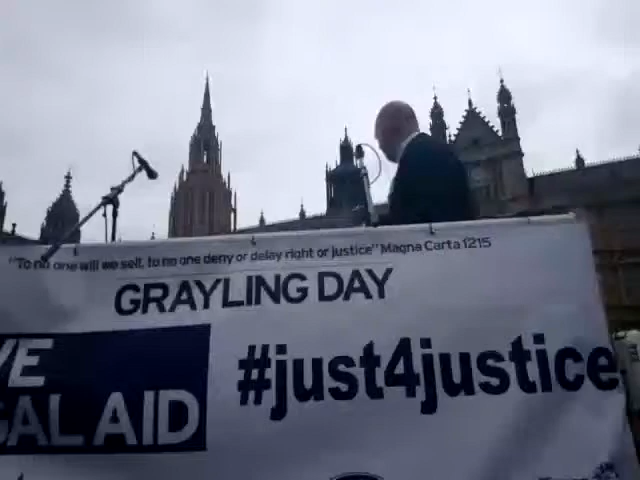 "To no one will we sell, to no one deny or delay right or justice" Magna Carta 1215
GRAYLING DAY
VE
GAL AID
#just4justice